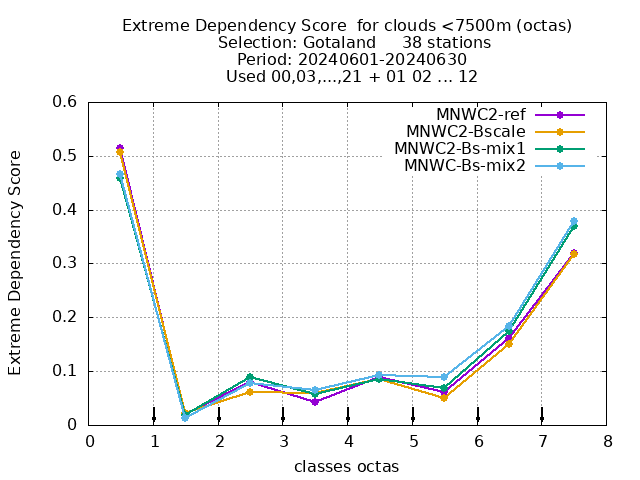 Extreme Dependency Score  for clouds <7500m (octas)
Selection: Gotaland     38 stations
Period: 20240601-20240630
Used 00,03,...,21 + 01 02 ... 12
MNWC2-ref
MNWC2-Bscale
MNWC2-Bs-mix1
MNWC-Bs-mix2
Extreme Dependency Score
0.6
0.5
0.4
0.3
0.2
0.1
0
0 1 2 3 4 5 6 7 8
classes octas